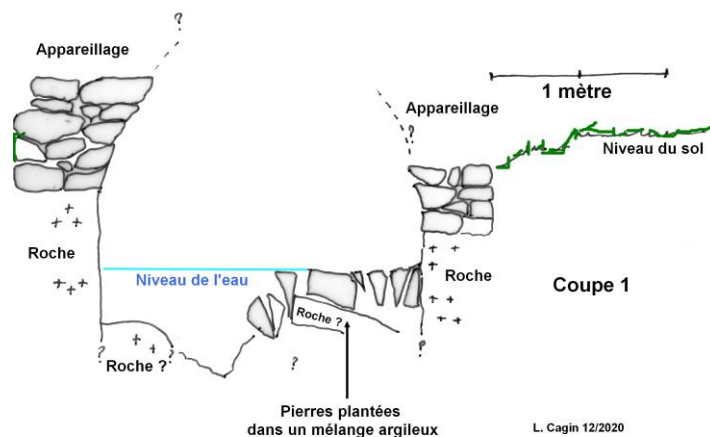 ?
Appareillage
1 mètre
Appareillage
?
Niveau du sol
Roche
Roche
Niveau de l'eau
Coupe 1
Roche ?
?
?
Roche ?
?
?
?
Pierres plantées
dans un mélange argileux
L. Cagin 12/2020